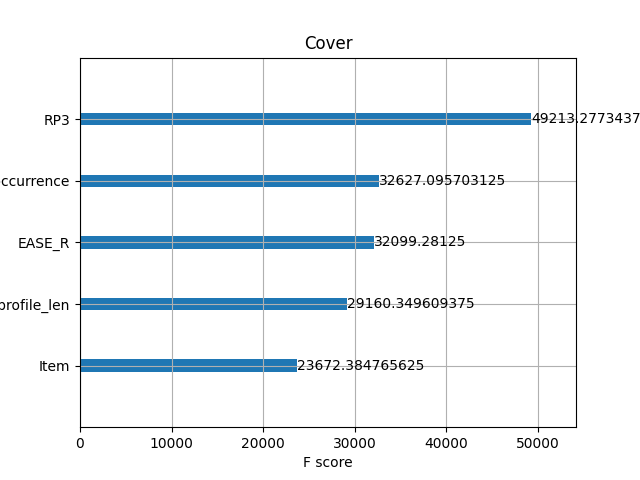 Cover
RP3
49213.2773437
ccurrence
32627.095703125
EASE_R
32099.28125
profile_len
29160.349609375
Item
23672.384765625
0 10000 20000 30000 40000 50000
F score